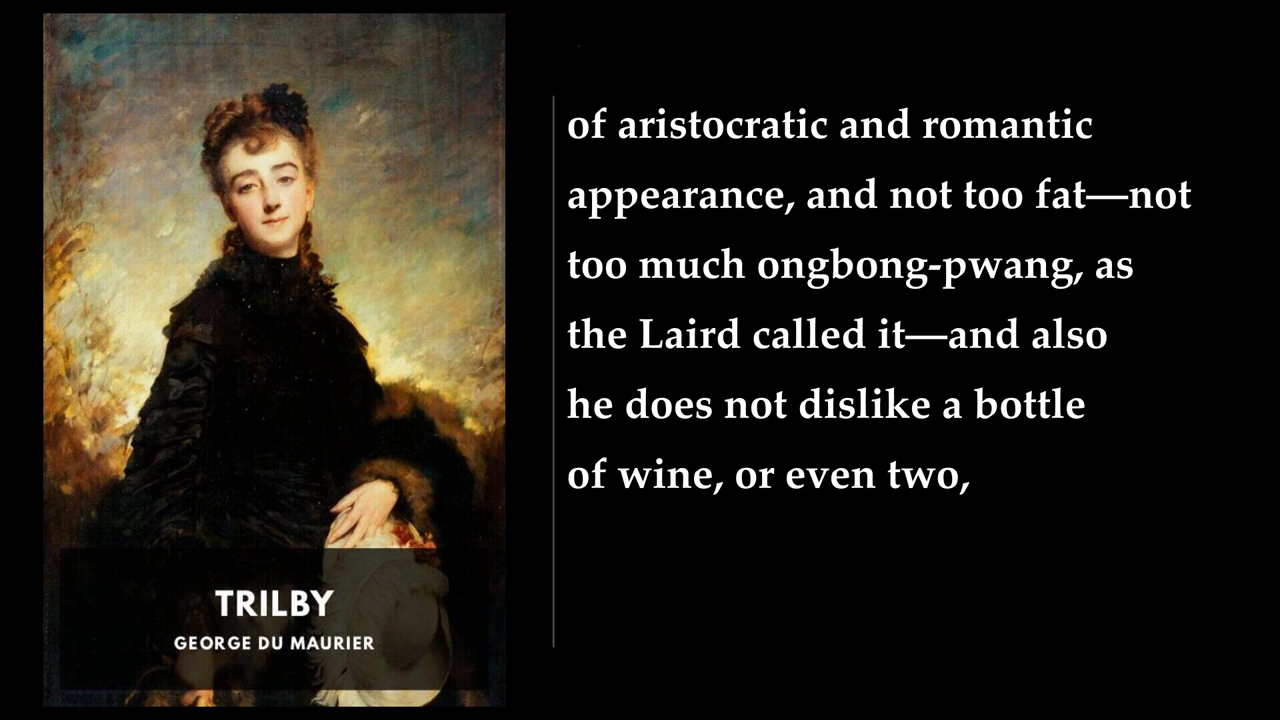 TRILBY
GEORGE DU MAURIER
of aristocratic and romantic
appearance, and not too fat—not
too much ongbong-pwang, as
the Laird called it—and also
he does not dislike a bottle
of wine, or even two,